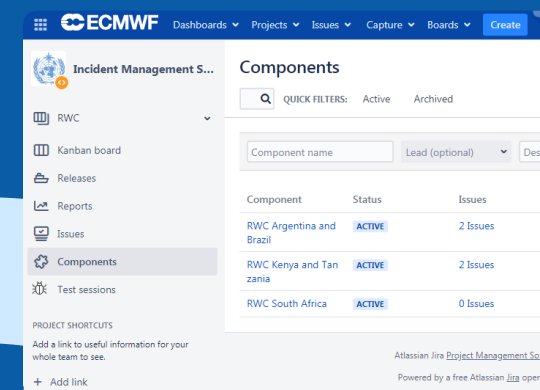 ECMWF Dashboards Projects Issues Capture Boards Create
Incident Management S...
RWC
Kanban board
Releases
Reports
Issues
Components
Test sessions
PROJECT SHORTCUTS
Add a link to useful information for your
whole team to see.
+ Add link
Components
QUICK FILTERS: Active Archived
Component name Lead (optional) Des
Component Status Issues
RWC Argentina and
Brazil
ACTIVE 2 Issues
RWC Kenya and Tan
zania
ACTIVE 2 Issues
RWC South Africa ACTIVE 0 Issues
Atlassian Jira Project Management So
Powered by a free Atlassian Jira open